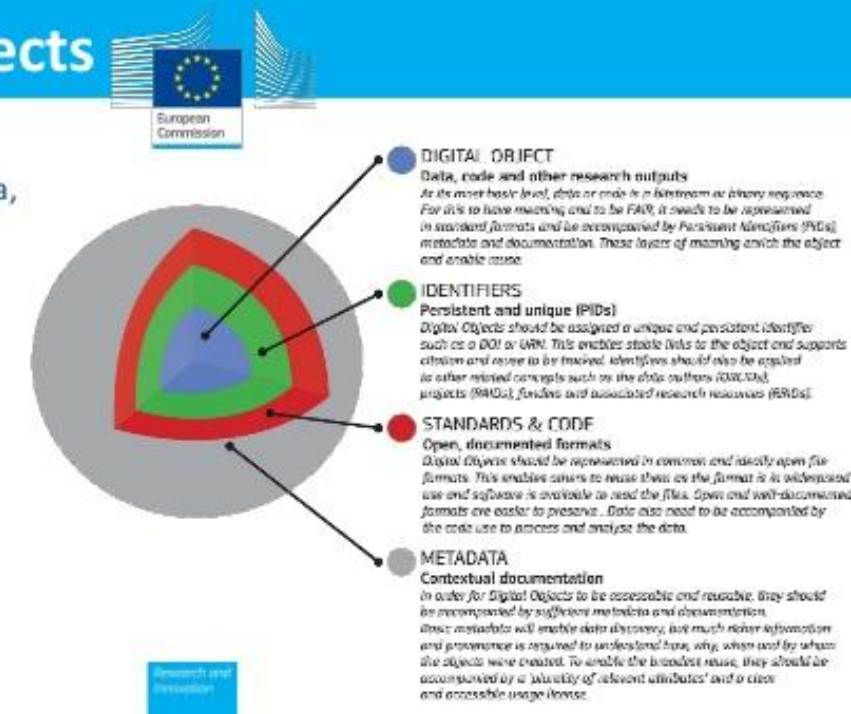 ects
European
Commission
a,
DIGITAL OBJECT
Data, code and other research outputs
At its most basic level, data or code is a bitstream or binary sequence.
For this to have meaning and to be FAIR, it needs to be represented
in standard formats and be accompanied by Persistent Identifiers (PIDs),
metadata and documentation. These layers of meaning enrich the object
and enable reuse.
IDENTIFIERS
Persistent and unique (PIDs)
Digital Objects should be assigned a unique and persistent identifier
such as a DOI or URN. This enables stable links to the object and supports
citation and reuse to be tracked. Identifiers should also be applied
to other related concepts such as the data authors (ORCIDs),
projects (RAIDs), funders and associated research resources (RRIDs).
STANDARDS & CODE
Open, documented formats
Digital Objects should be represented in common and ideally open file
formats. This enables others to reuse them as the format is in widespread
use and software is available to read the files. Open and well-documented
formats are easier to preserve. Data also need to be accompanied by
the code use to process and analyse the data.
METADATA
Contextual documentation
In order for Digital Objects to be assessable and reusable, they should
be accompanied by sufficient metadata and documentation.
Basic metadata will enable data discovery, but much richer information
and provenance is required to understand how, why, when and by whom
the objects were created. To enable the broadest reuse, they should be
accompanied by a 'plurality of relevant attributes' and a clear
and accessible usage license.
Research and
Innovation